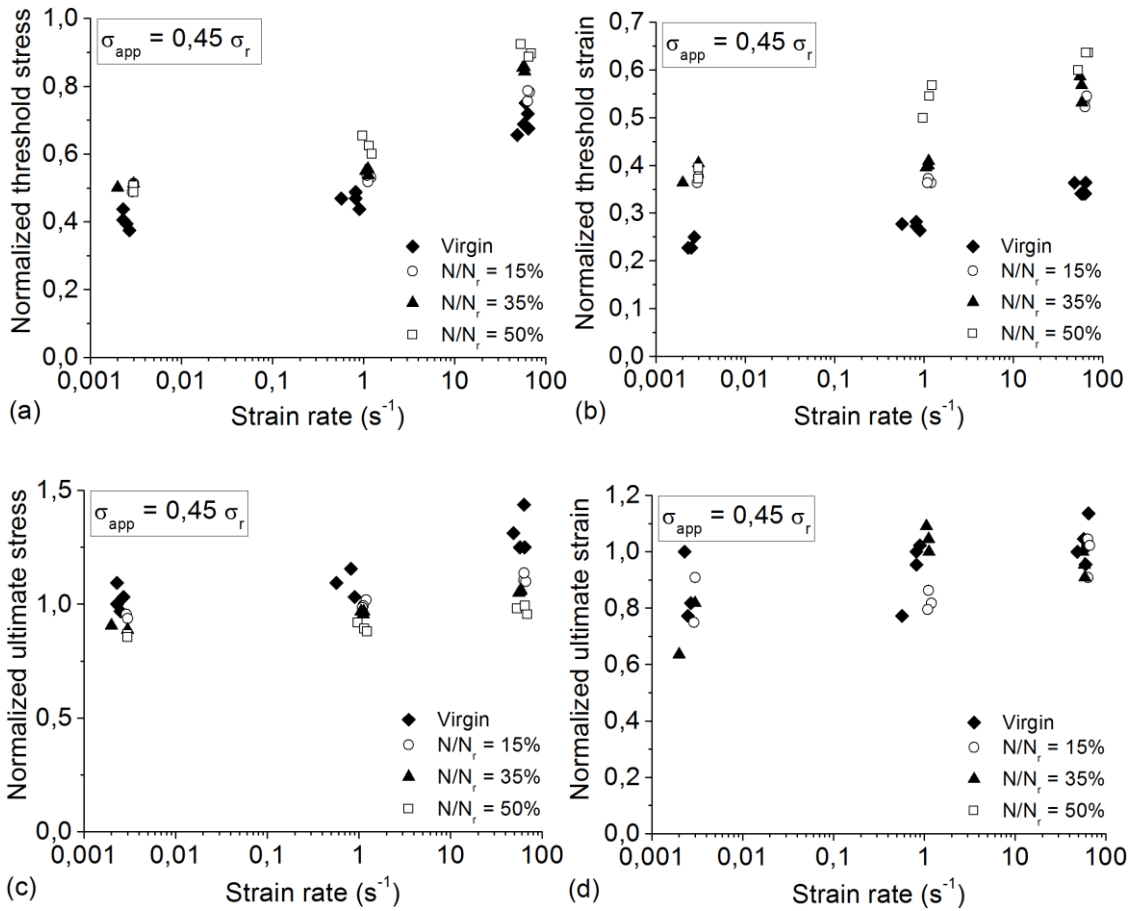 σapp = 0,45 σr
Normalized threshold stress
1,0
0,8
0,6
0,4
0,2
0,0
0,001 0,01 0,1 1 10 100
Strain rate (s-1)
Virgin
N/Nr = 15%
N/Nr = 35%
N/Nr = 50%
(a)
σapp = 0,45 σr
Normalized threshold strain
0,7
0,6
0,5
0,4
0,3
0,2
0,1
0,0
0,001 0,01 0,1 1 10 100
Strain rate (s-1)
Virgin
N/Nr = 15%
N/Nr = 35%
N/Nr = 50%
(b)
σapp = 0,45 σr
Normalized ultimate stress
1,5
1,0
0,5
0,0
0,001 0,01 0,1 1 10 100
Strain rate (s-1)
Virgin
N/Nr = 15%
N/Nr = 35%
N/Nr = 50%
(c)
σapp = 0,45 σr
Normalized ultimate strain
1,2
1,0
0,8
0,6
0,4
0,2
0,0
0,001 0,01 0,1 1 10 100
Strain rate (s-1)
Virgin
N/Nr = 15%
N/Nr = 35%
N/Nr = 50%
(d)